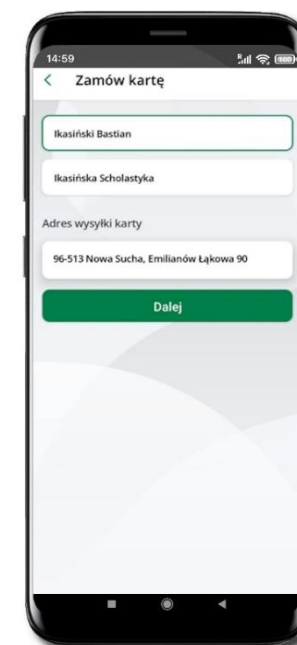 14:59
Zamów kartę
Ikasiński Bastian
Ikasińska Scholastyka
Adres wysyłki karty
96-513 Nowa Sucha, Emilianów Łąkowa 90
Dalej